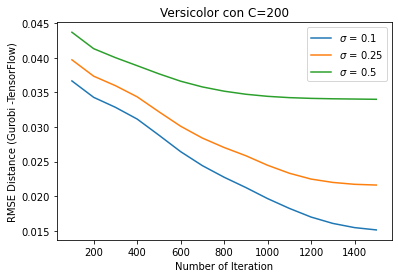 Versicolor con C=200
RMSE Distance (Gurobi -TensorFlow)
0.045
0.040
0.035
0.030
0.025
0.020
0.015
σ = 0.1
σ = 0.25
σ = 0.5
200 400 600 800 1000 1200 1400
Number of Iteration